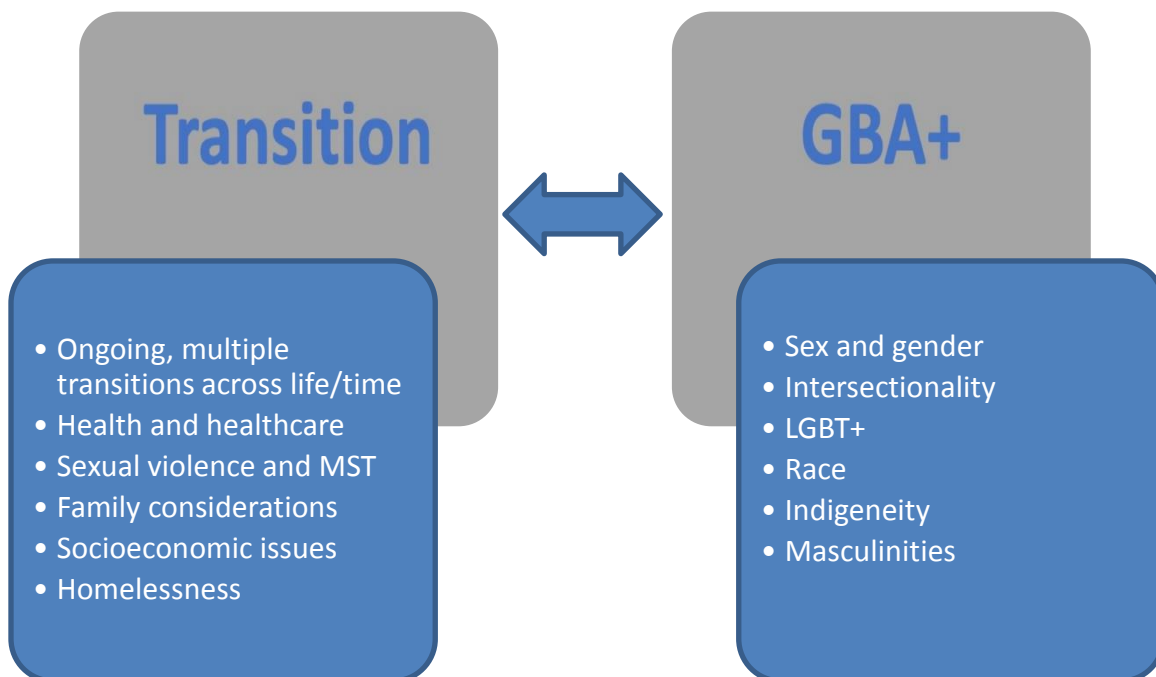 Transition
• Ongoing, multiple
transitions across life/time
• Health and healthcare
• Sexual violence and MST
• Family considerations
• Socioeconomic issues
• Homelessness
GBA+
• Sex and gender
• Intersectionality
• LGBT+
• Race
• Indigeneity
• Masculinities